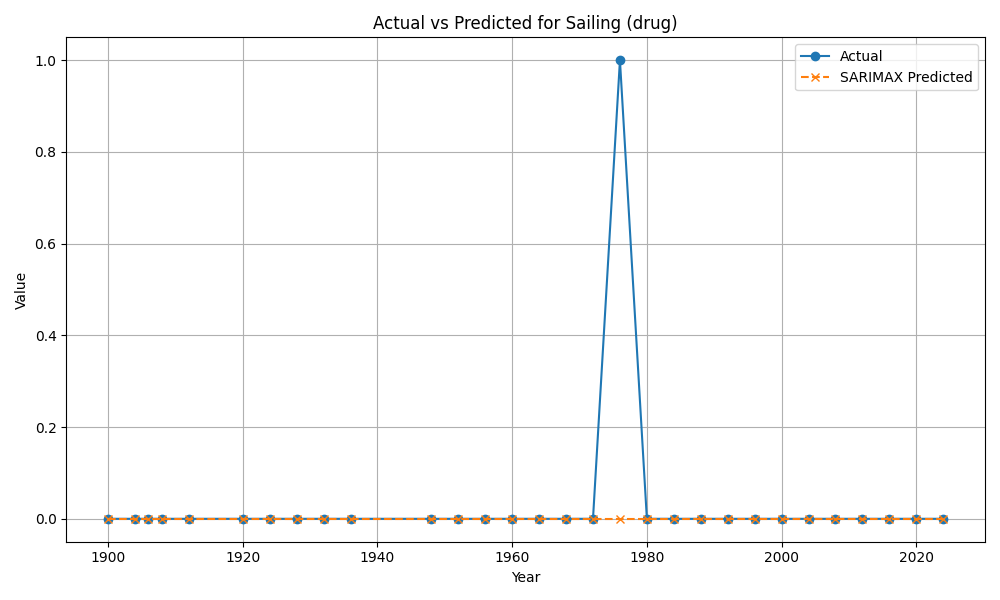 Actual vs Predicted for Sailing (drug)
Actual
SARIMAX Predicted
1.0
0.8
0.6
0.4
0.2
0.0
Value
1900 1920 1940 1960 1980 2000 2020
Year